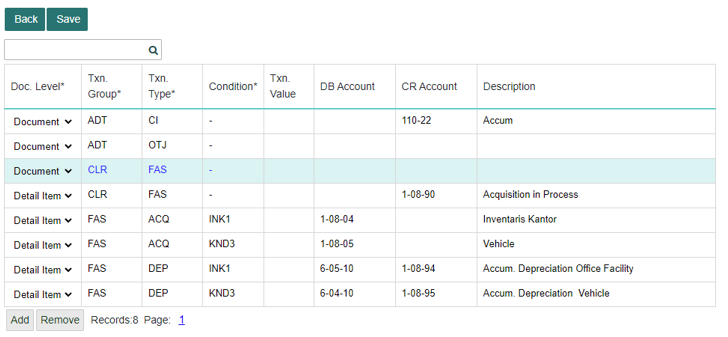 Back Save
Doc. Level* Txn. Group* Txn. Type* Condition* Txn. Value DB Account CR Account Description
Document ADT CI - 110-22 Accum
Document ADT OTJ -
Document CLR FAS -
Detail Item CLR FAS - 1-08-90 Acquisition in Process
Detail Item FAS ACQ INK1 1-08-04 Inventaris Kantor
Detail Item FAS ACQ KND3 1-08-05 Vehicle
Detail Item FAS DEP INK1 6-05-10 1-08-94 Accum. Depreciation Office Facility
Detail Item FAS DEP KND3 6-04-10 1-08-95 Accum. Depreciation Vehicle
Add Remove Records:8 Page: 1